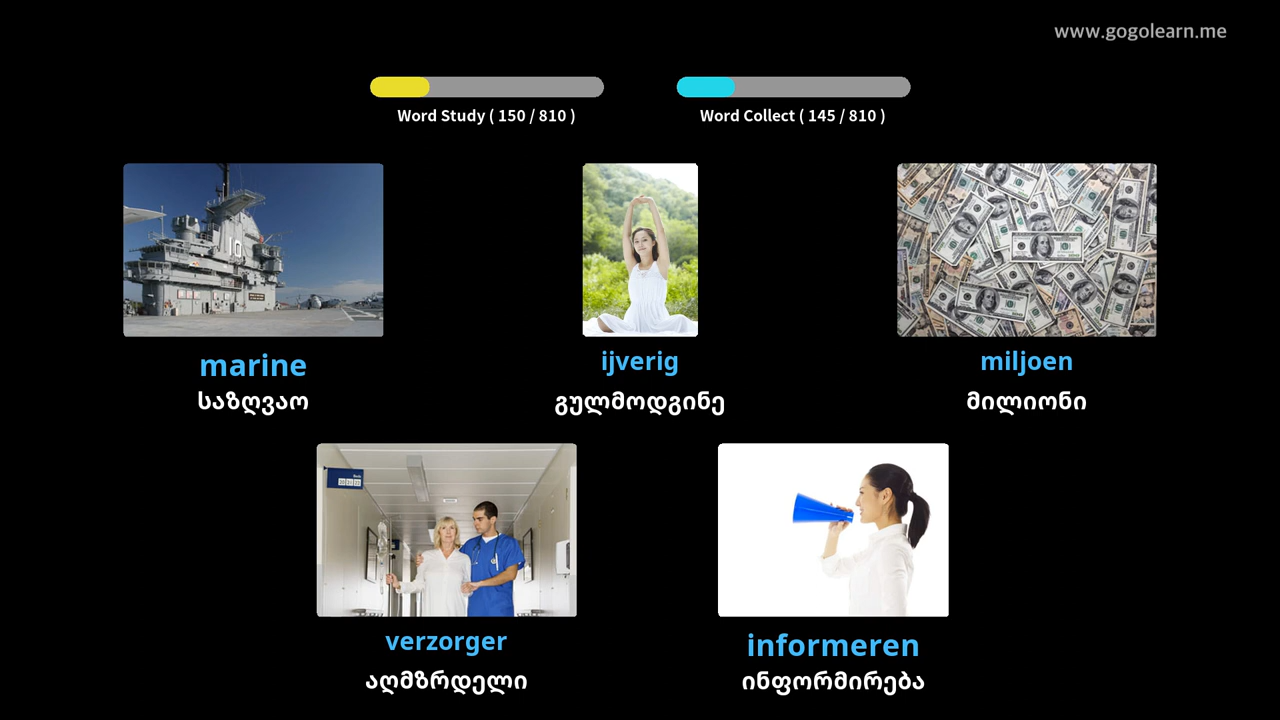 www.gogolearn.me
Word Study ( 150 / 810 )
Word Collect ( 145 / 810 )
marine
საზღვაო
ijverig
გულმოდგინე
miljoen
მილიონი
verzorger
აღმზრდელი
informeren
ინფორმირება